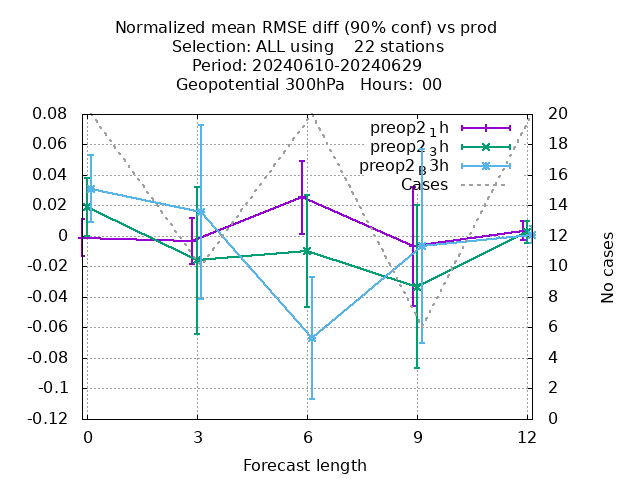 Normalized mean RMSE diff (90% conf) vs prod
Selection: ALL using    22 stations
Period: 20240610-20240629
Geopotential 300hPa   Hours:  00
0.08
0.06
0.04
0.02
0
-0.02
-0.04
-0.06
-0.08
-0.1
-0.12
20
18
16
14
12
10
8
6
4
2
0
preop2_1h
preop2_3h
preop2_B3h
Cases
No cases
0 3 6 9 12
Forecast length